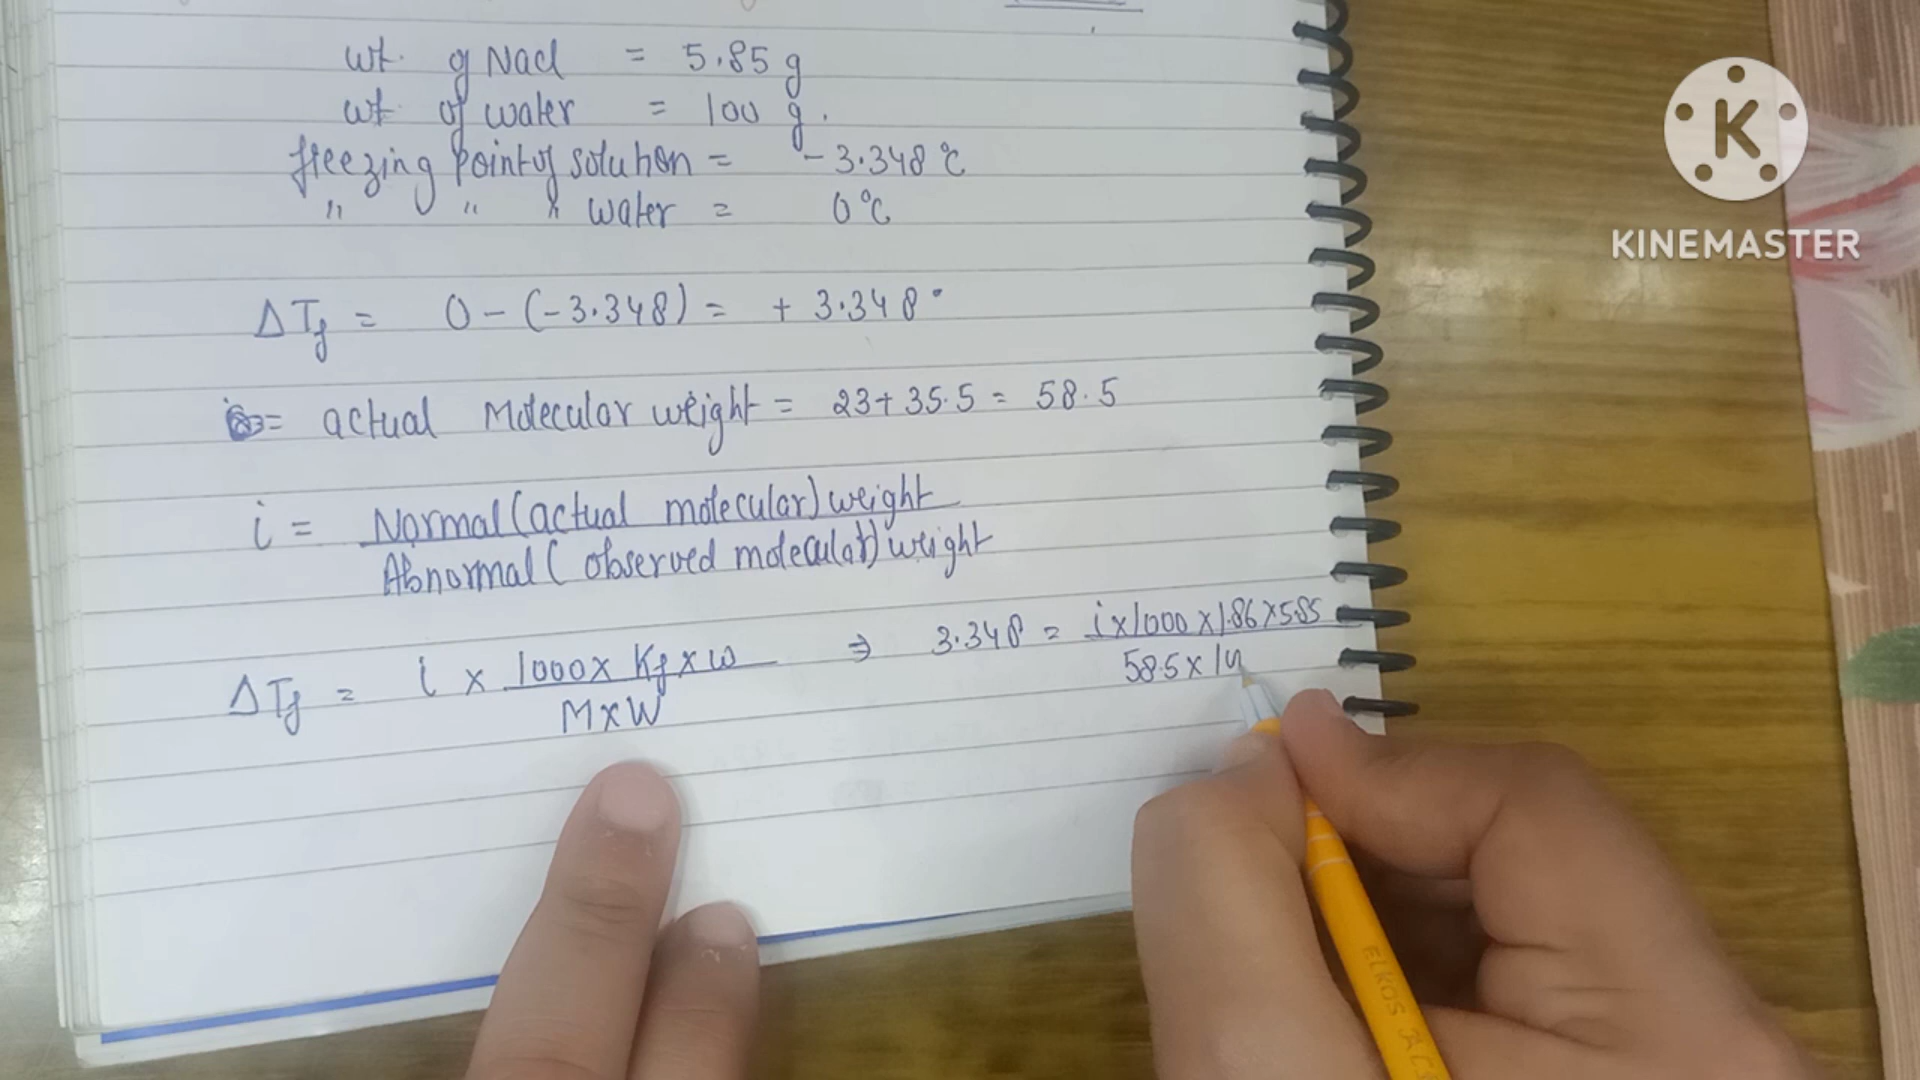 wt. of Nacl = 5.85 g
wt. of water = 100 g.
freezing point of solution = - 3.348 °C
" " " water = 0°C
ΔTf = 0 - (-3.348) = + 3.348°
= actual Molecular weight = 23 + 35.5 = 58.5
i = Normal (actual molecular) weight
Abnormal (observed molecular) weight
ΔTf = i × 1000 × Kf × w ⇒ 3.348 = i × 1000 × 1.86 × 5.85
M × W 58.5 × 10
K
KINEMASTER
ELKOS